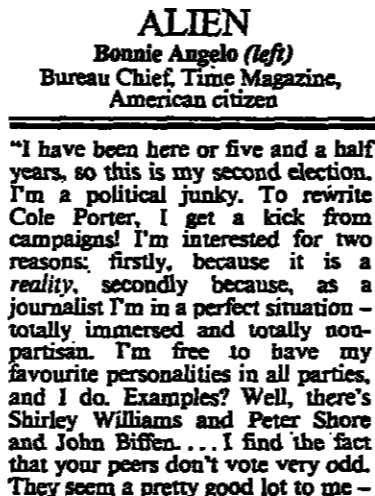 ALIEN
Bonnie Angelo (left)
Bureau Chief, Time Magazine,
American citizen
"I have been here or five and a half
years, so this is my second election.
I'm a political junky. To rewrite
Cole Porter, I get a kick from
campaigns! I'm interested for two
reasons: firstly, because it is a
reality, secondly because, as a
journalist I'm in a perfect situation –
totally immersed and totally non-
partisan. I'm free to have my
favourite personalities in all parties,
and I do. Examples? Well, there's
Shirley Williams and Peter Shore
and John Biffen. . . . I find the fact
that your peers don't vote very odd.
They seem a pretty good lot to me –